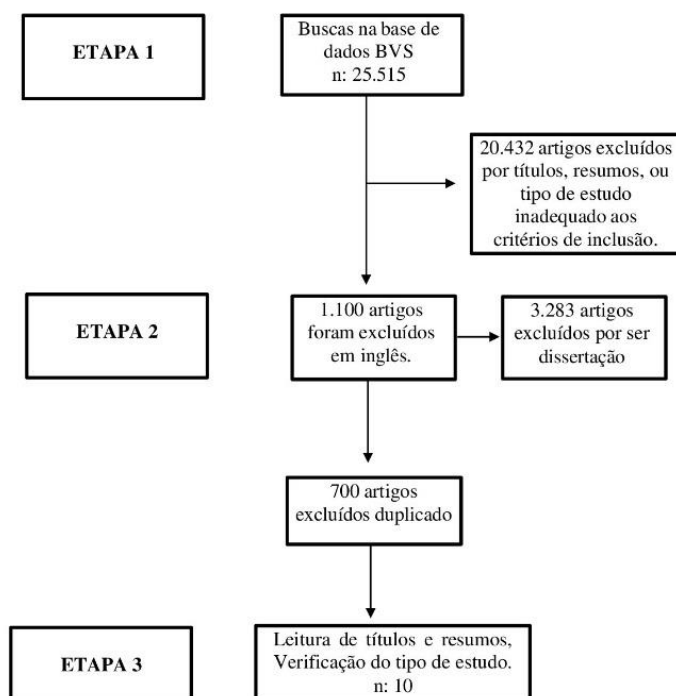 ETAPA 1
Buscas na base de
dados BVS
n: 25.515
20.432 artigos excluídos
por títulos, resumos, ou
tipo de estudo
inadequado aos
critérios de inclusão.
ETAPA 2
1.100 artigos
foram excluídos
em inglês.
3.283 artigos
excluídos por ser
dissertação
700 artigos
excluídos duplicado
ETAPA 3
Leitura de títulos e resumos,
Verificação do tipo de estudo.
n: 10